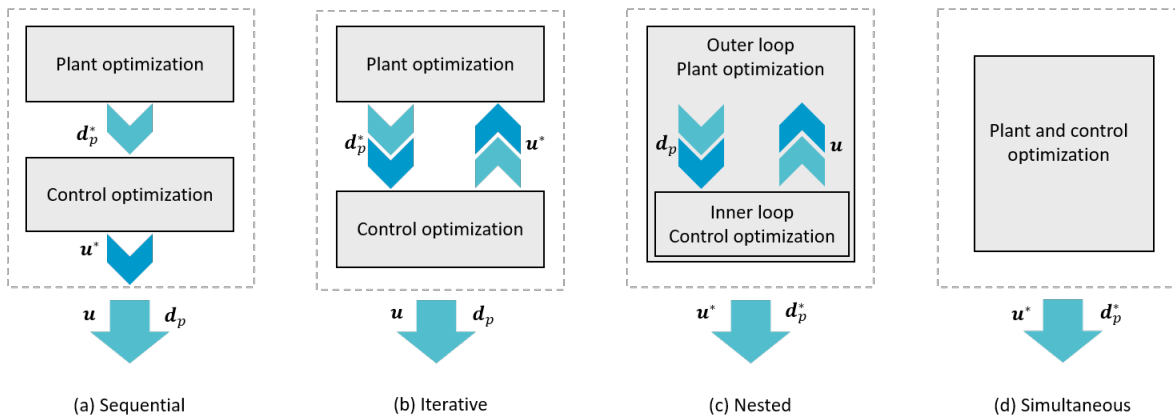 Plant optimization
d_p^*
Control optimization
u^*
u d_p
(a) Sequential
Plant optimization
d_p^* u^*
Control optimization
u d_p
(b) Iterative
Outer loop
Plant optimization
d_p u
Inner loop
Control optimization
u^* d_p^*
(c) Nested
Plant and control
optimization
u^* d_p^*
(d) Simultaneous